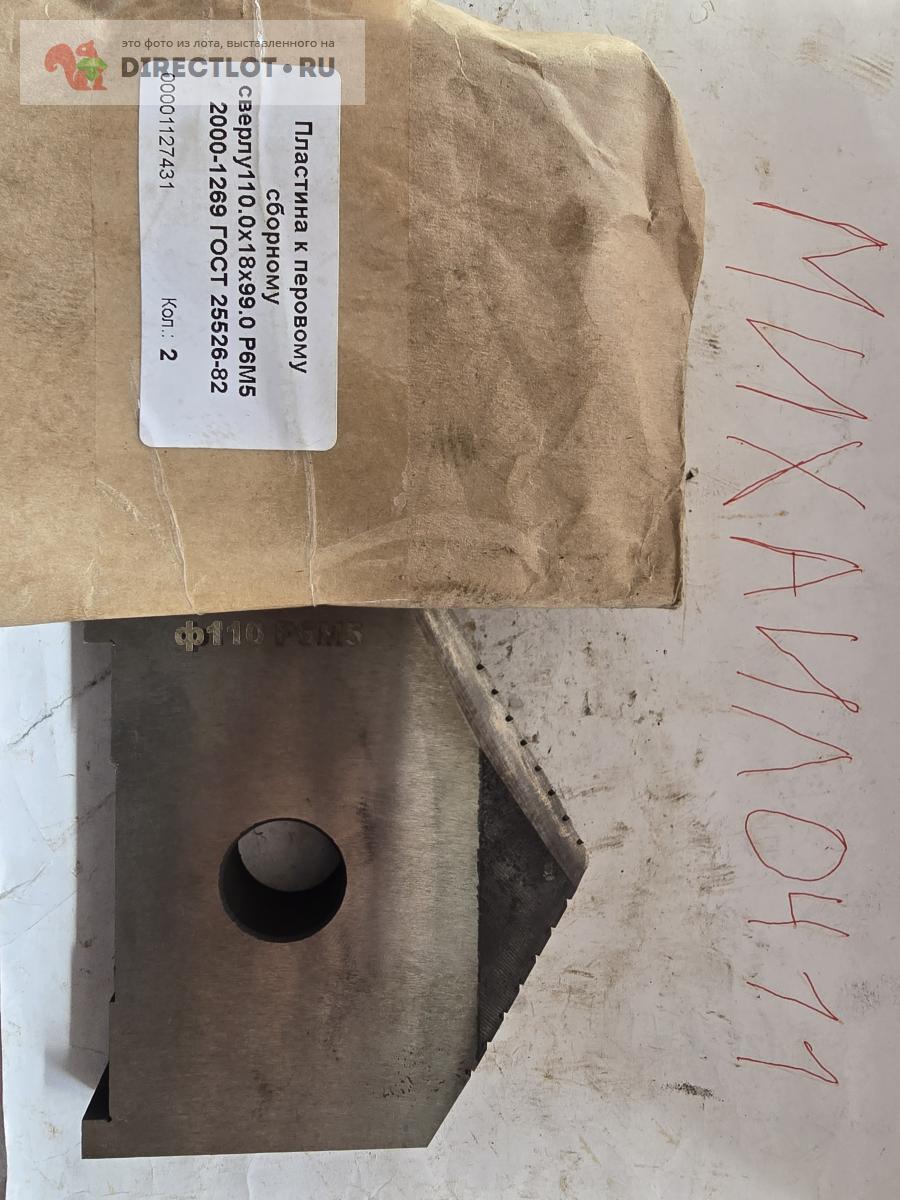 это фото из лота, выставленного на
DIRECTLOT.RU
Пластина к перовому
сборному
сверлу110.0х18х99.0 Р6М5
2000-1269 ГОСТ 25526-82
00001127431 Кол.: 2
ф110 Р6М5
МИХАИЛ0411